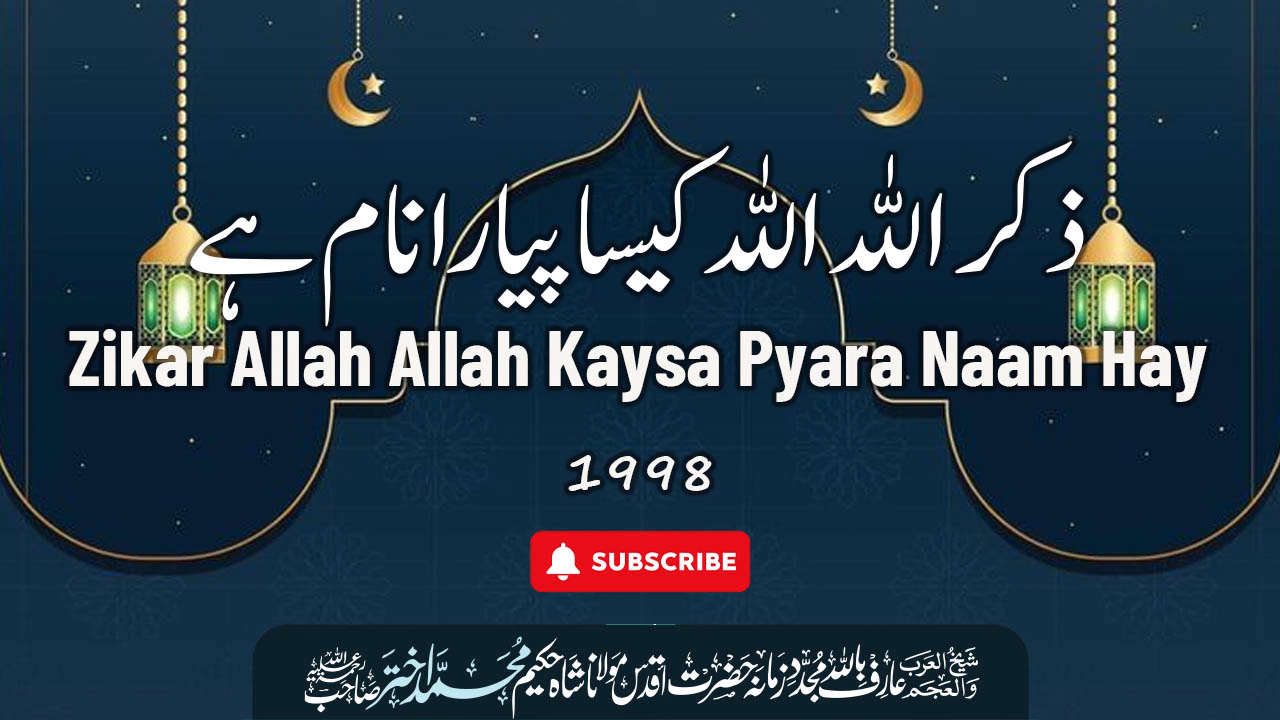 ذکر اللہ اللہ کیسا پیارا نام ہے
Zikar Allah Allah Kaysa Pyara Naam Hay
1998
SUBSCRIBE
شیخ العرب والعجم عارف باللہ مجدد زمانہ حضرت اقدس مولانا شاہ حکیم محمد اختر صاحب رحمۃ اللہ علیہ